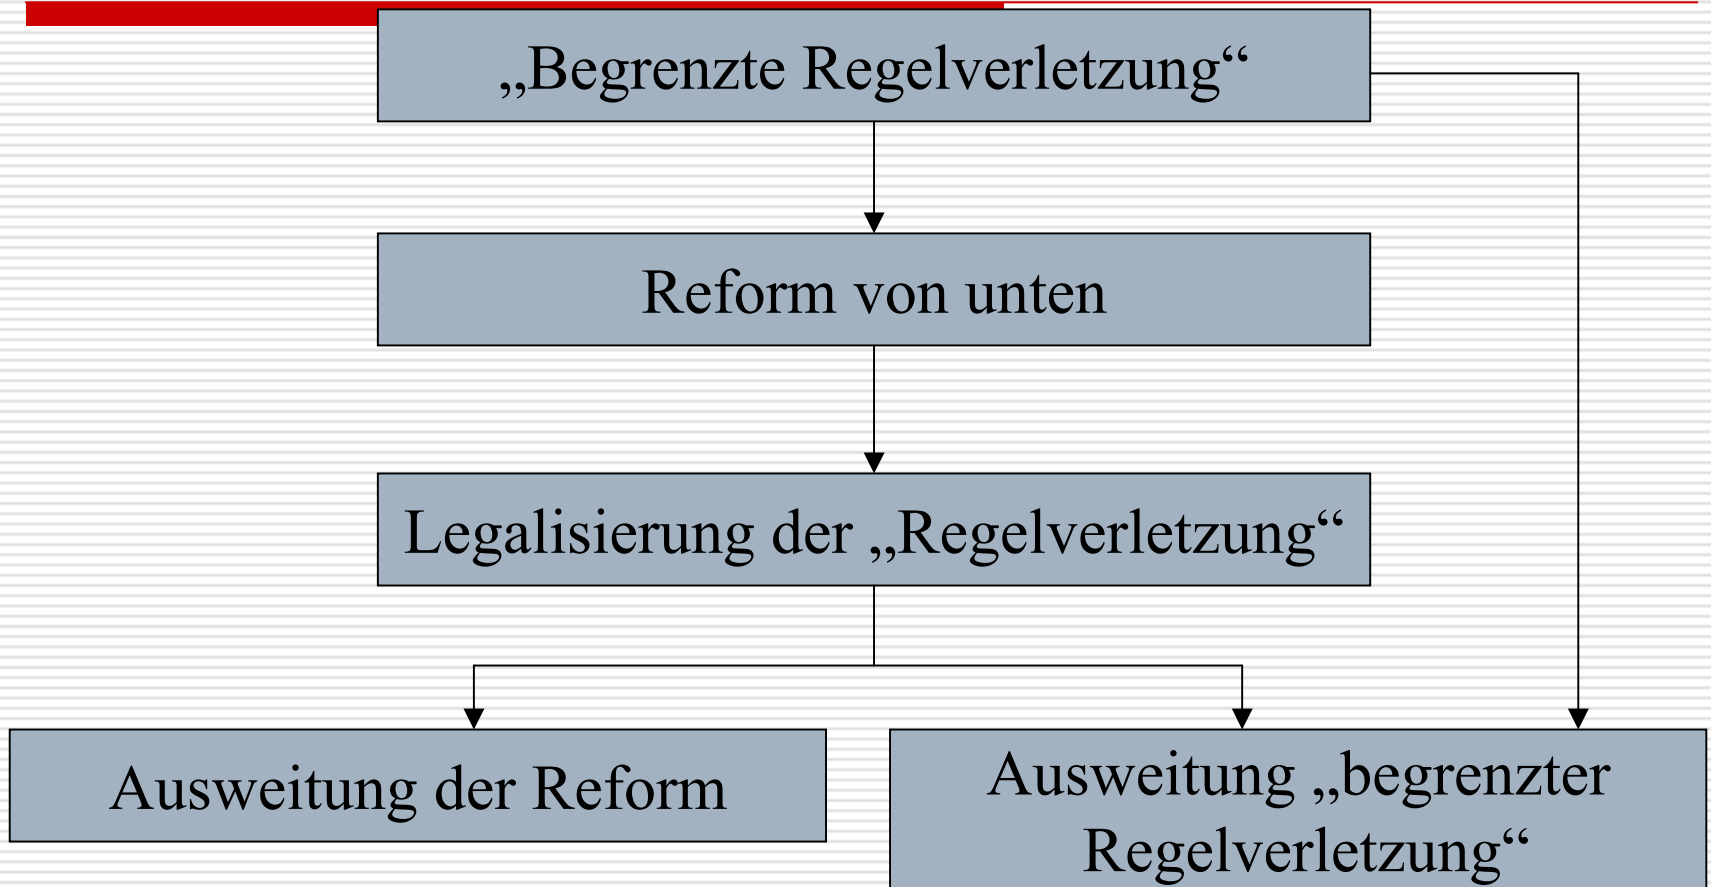 „Begrenzte Regelverletzung“
Reform von unten
Legalisierung der „Regelverletzung“
Ausweitung der Reform
Ausweitung „begrenzter
Regelverletzung“